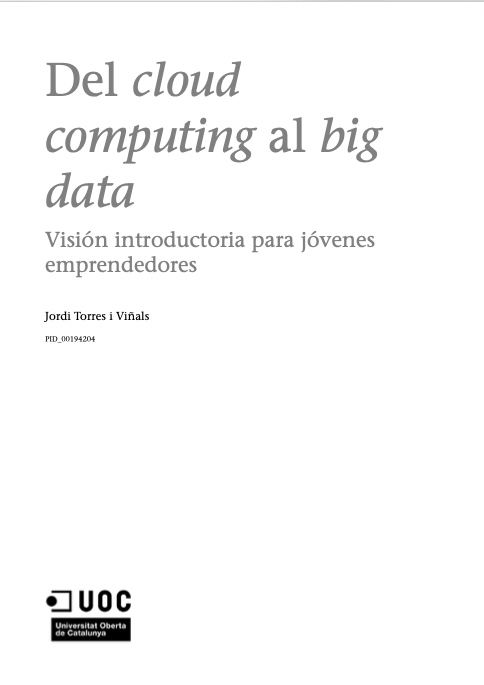 Del cloud
computing al big
data
Visión introductoria para jóvenes
emprendedores
Jordi Torres i Viñals
PID_00194204
UOC
Universitat Oberta
de Catalunya